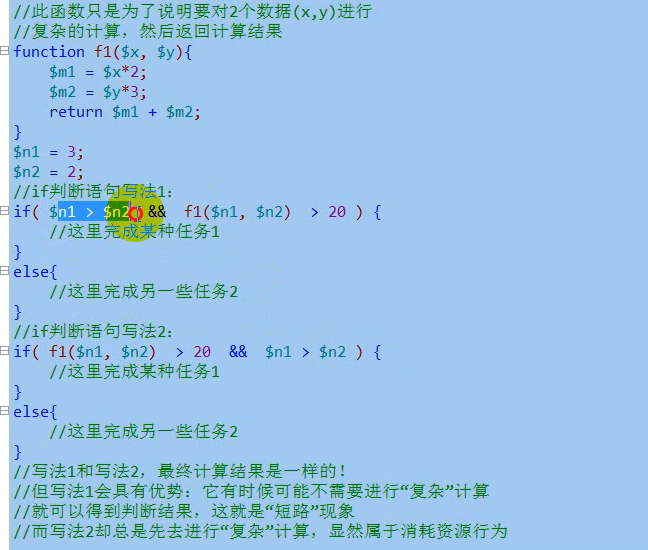 //此函数只是为了说明要对2个数据(x,y)进行
//复杂的计算，然后返回计算结果
function f1($x, $y){
    $m1 = $x*2;
    $m2 = $y*3;
    return $m1 + $m2;
}
$n1 = 3;
$n2 = 2;
//if判断语句写法1：
if( $n1 > $n2 && f1($n1, $n2) > 20 ) {
    //这里完成某种任务1
}
else{
    //这里完成另一些任务2
}
//if判断语句写法2：
if( f1($n1, $n2) > 20 && $n1 > $n2 ) {
    //这里完成某种任务1
}
else{
    //这里完成另一些任务2
}
//写法1和写法2，最终计算结果是一样的！
//但写法1会具有优势：它有时候可能不需要进行“复杂”计算
//就可以得到判断结果，这就是“短路”现象
//而写法2却总是先去进行“复杂”计算，显然属于消耗资源行为